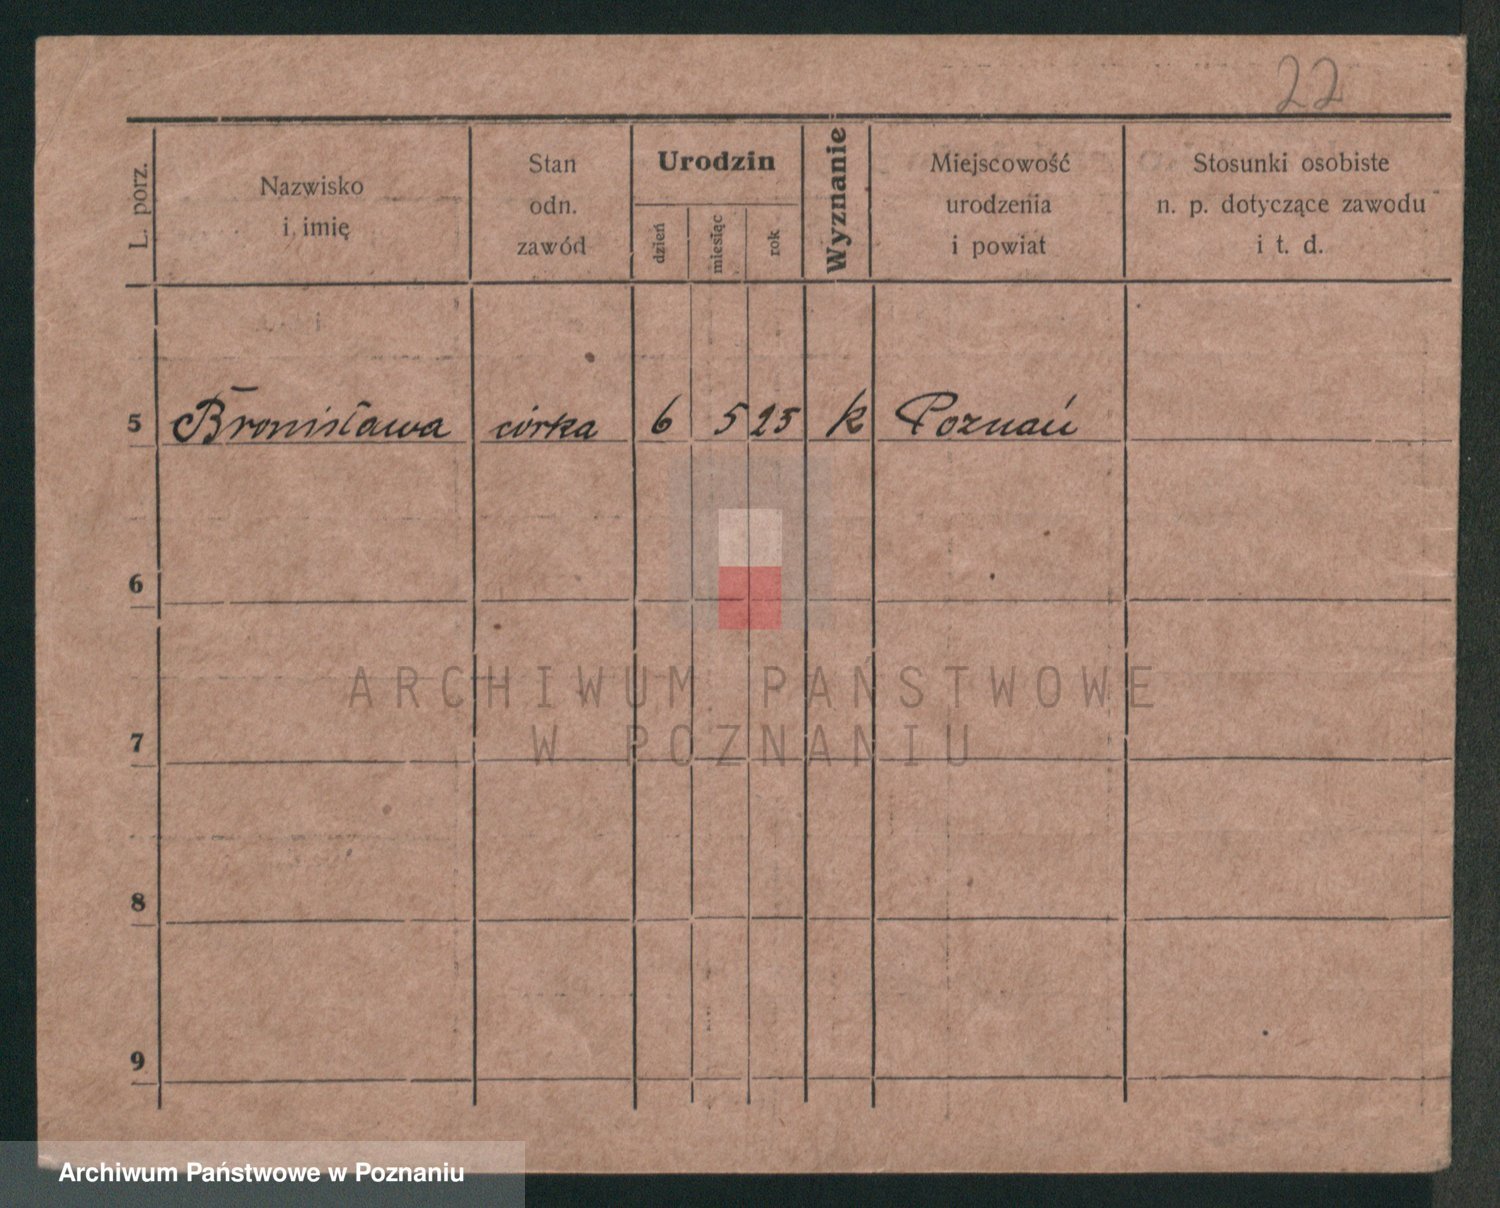 22
L. porz.
Nazwisko
i imię
Stan
odn.
zawód
Urodzin
dzień
miesiąc
rok
Wyznanie
Miejscowość
urodzenia
i powiat
Stosunki osobiste
n. p. dotyczące zawodu
i t. d.
5 Bronisława córka 6 5 25 k Poznań
6
ARCHIWUM PAŃSTWOWE
W POZNANIU
7
8
9
Archiwum Państwowe w Poznaniu